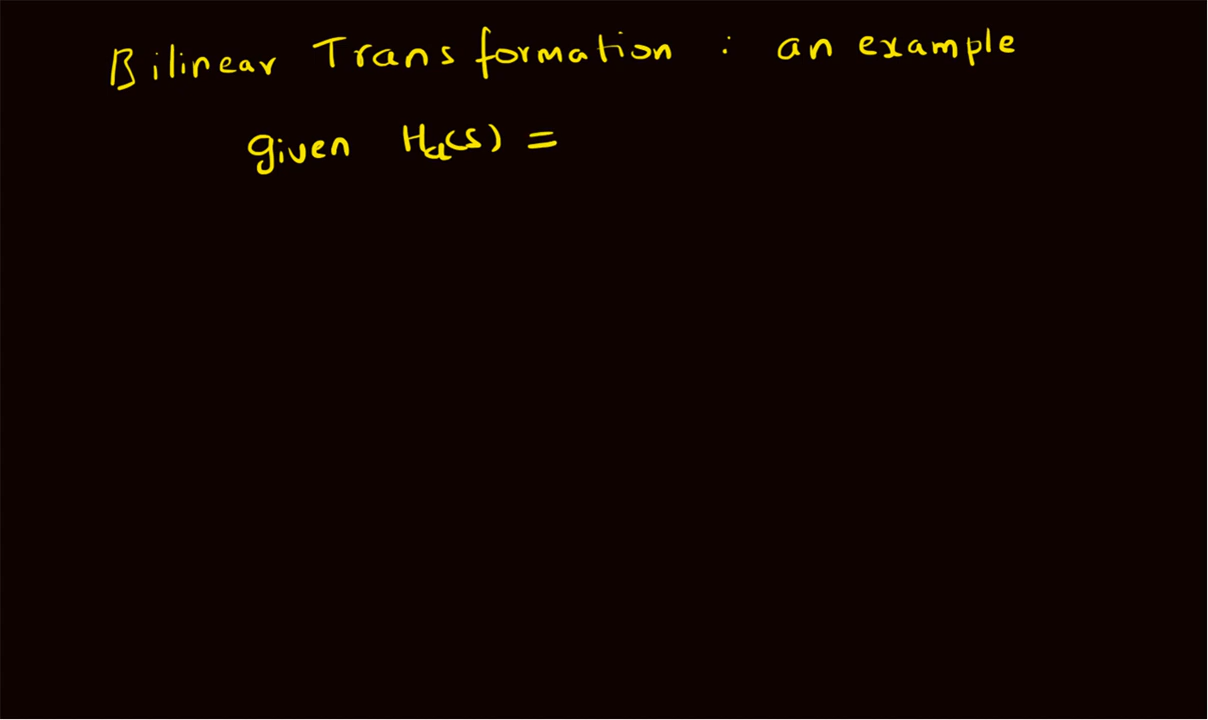 Bilinear Transformation : an example
given Ha(s) =